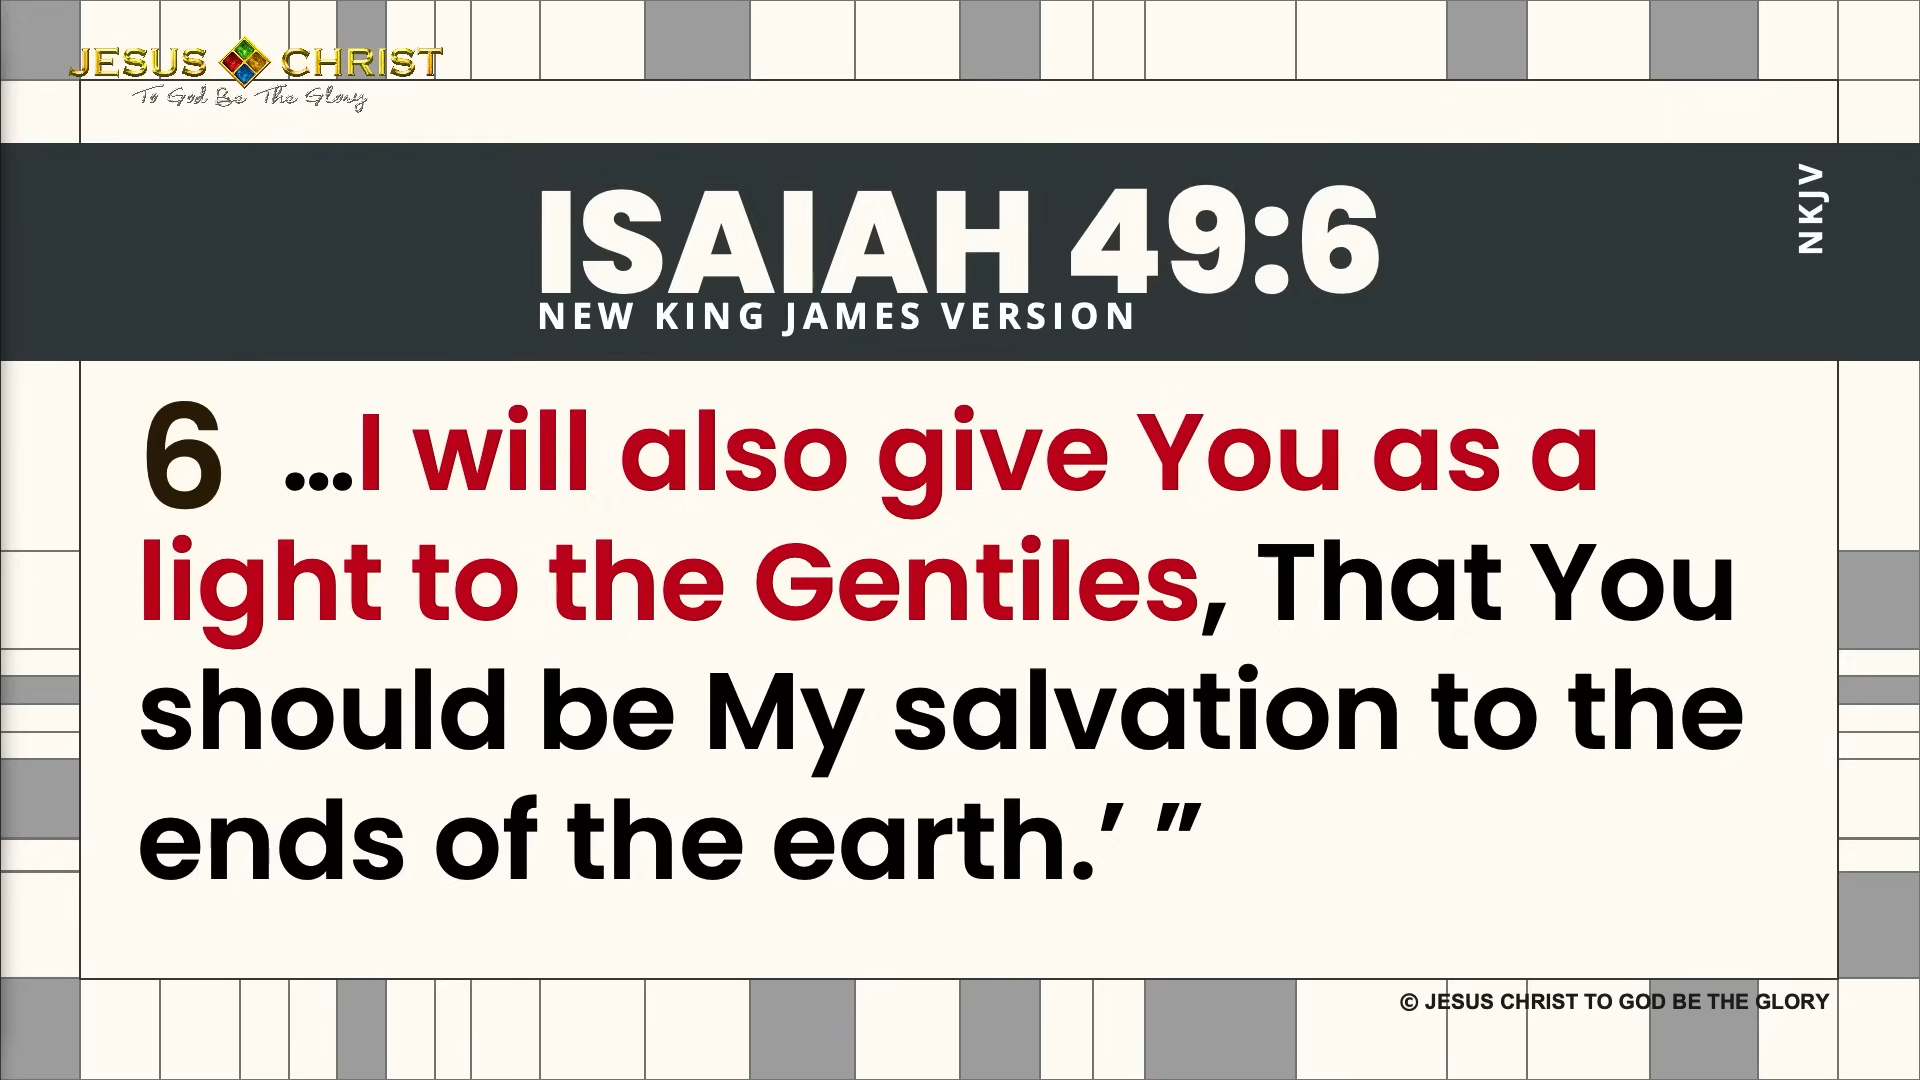 JESUS CHRIST
To God Be The Glory
NKJV
ISAIAH 49:6
NEW KING JAMES VERSION
6 ...I will also give You as a
light to the Gentiles, That You
should be My salvation to the
ends of the earth.’ ”
© JESUS CHRIST TO GOD BE THE GLORY